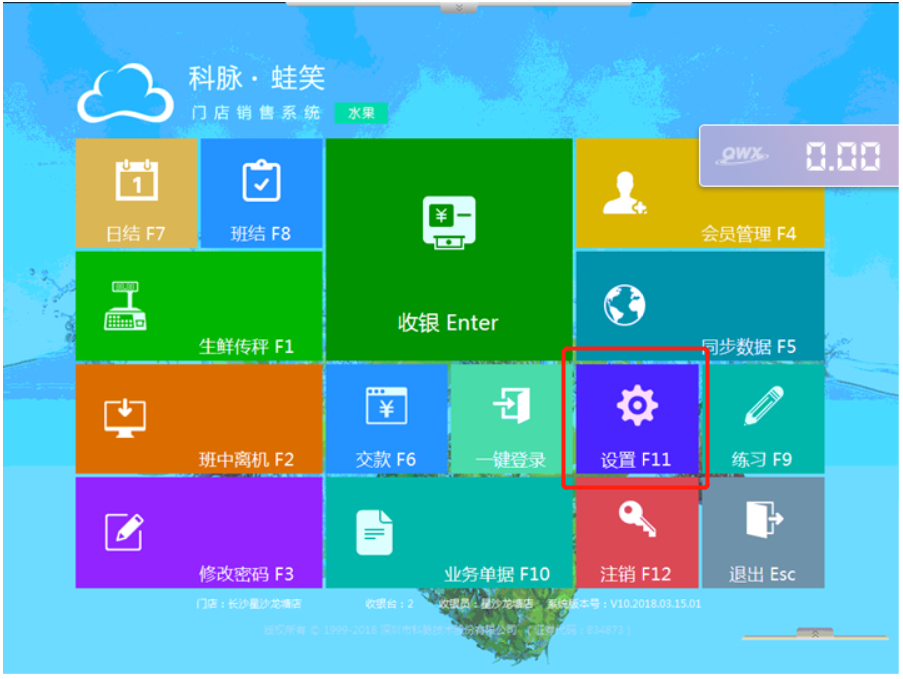 科脉·蛙笑
门店销售系统 水果
QWX 0.00
1
日结 F7
班结 F8
¥
收银 Enter
会员管理 F4
生鲜传秤 F1
同步数据 F5
班中离机 F2
¥
交款 F6
一键登录
设置 F11
练习 F9
修改密码 F3
业务单据 F10
注销 F12
退出 Esc
门店：长沙星沙龙塘店 收银台：2 收银员：星沙龙塘店 系统版本号：V10.2018.03.15.01
版权所有 © 1999-2018 深圳市科脉技术股份有限公司 （ 证券代码：834873 ）